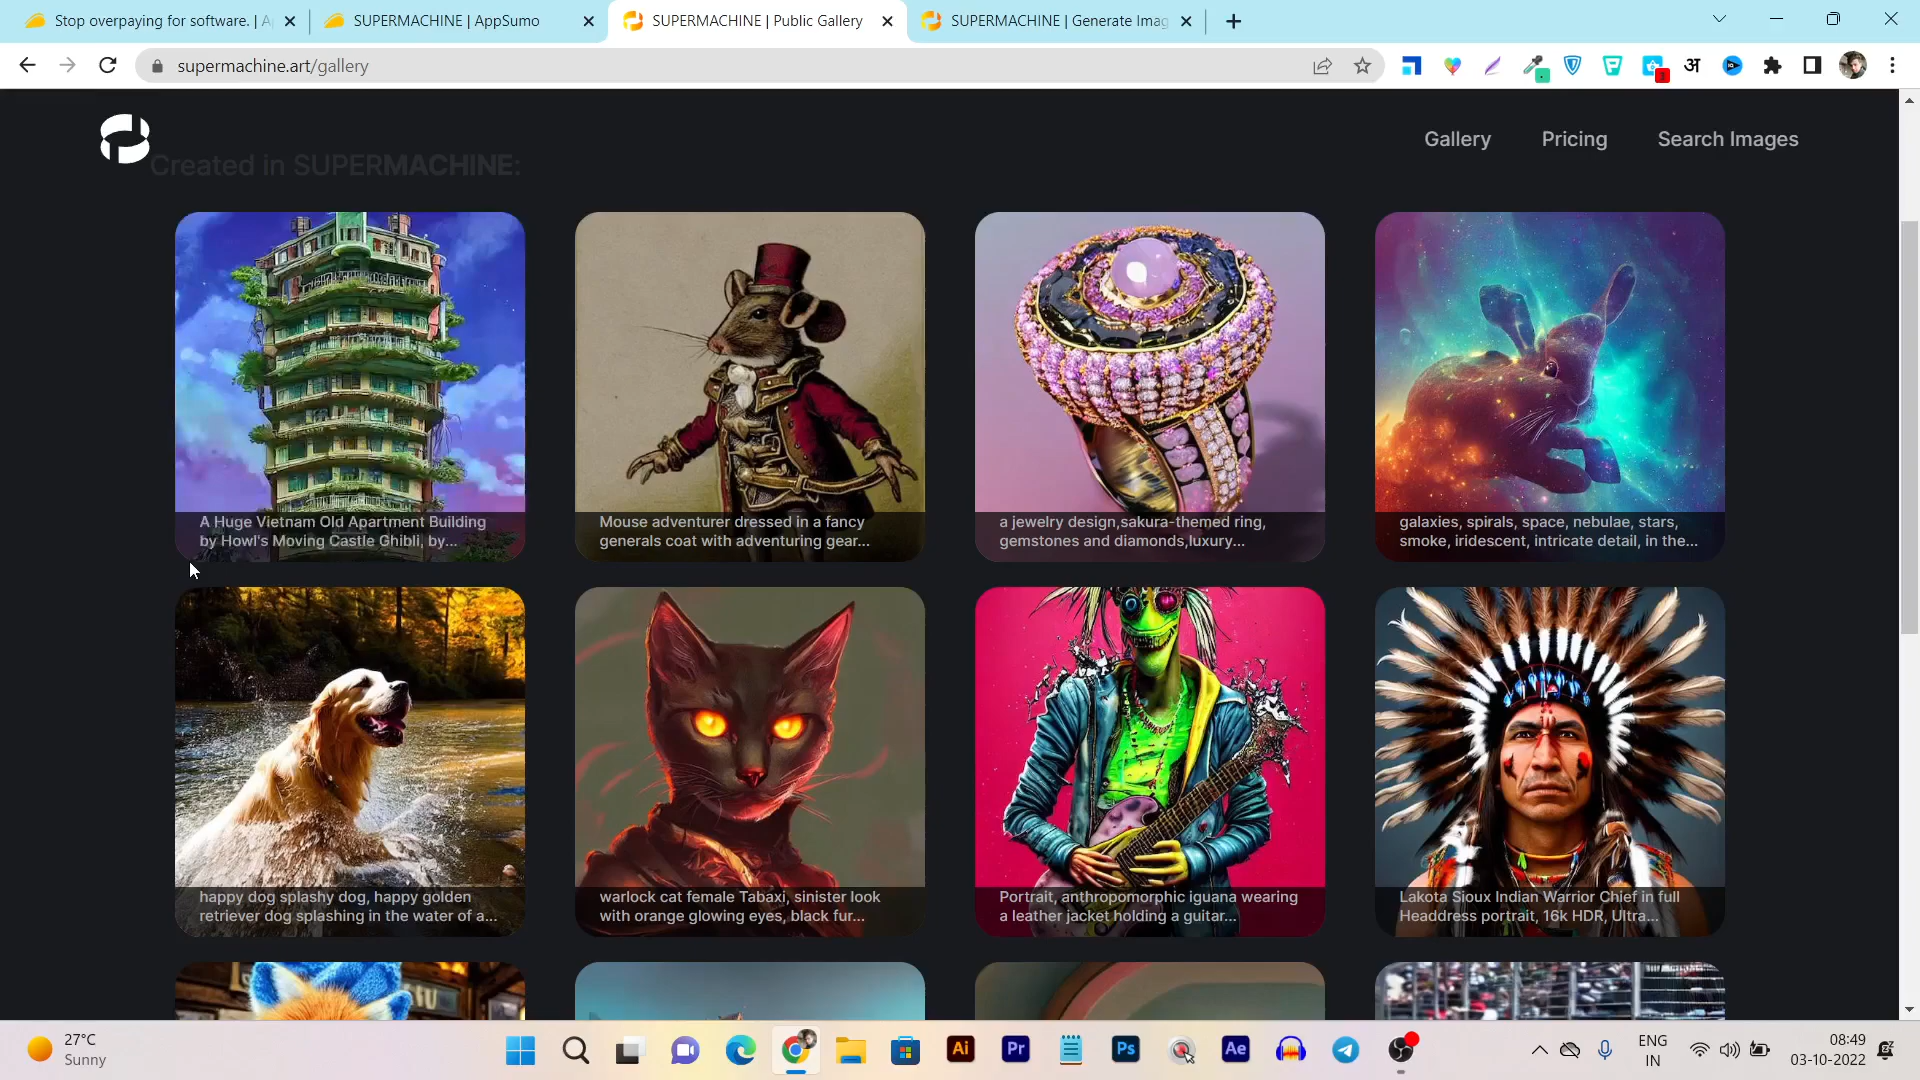 Stop overpaying for software. | A
SUPERMACHINE | AppSumo
SUPERMACHINE | Public Gallery
SUPERMACHINE | Generate Imag
supermachine.art/gallery
Gallery
Pricing
Search Images
Created in SUPERMACHINE:
A Huge Vietnam Old Apartment Building
by Howl's Moving Castle Ghibli, by...
Mouse adventurer dressed in a fancy
generals coat with adventuring gear...
a jewelry design,sakura-themed ring,
gemstones and diamonds,luxury...
galaxies, spirals, space, nebulae, stars,
smoke, iridescent, intricate detail, in the...
happy dog splashy dog, happy golden
retriever dog splashing in the water of a...
warlock cat female Tabaxi, sinister look
with orange glowing eyes, black fur...
Portrait, anthropomorphic iguana wearing
a leather jacket holding a guitar...
Lakota Sioux Indian Warrior Chief in full
Headdress portrait, 16k HDR, Ultra...
27°C
Sunny
Ai
Pr
Ps
Ae
ENG
IN
08:49
03-10-2022
अ